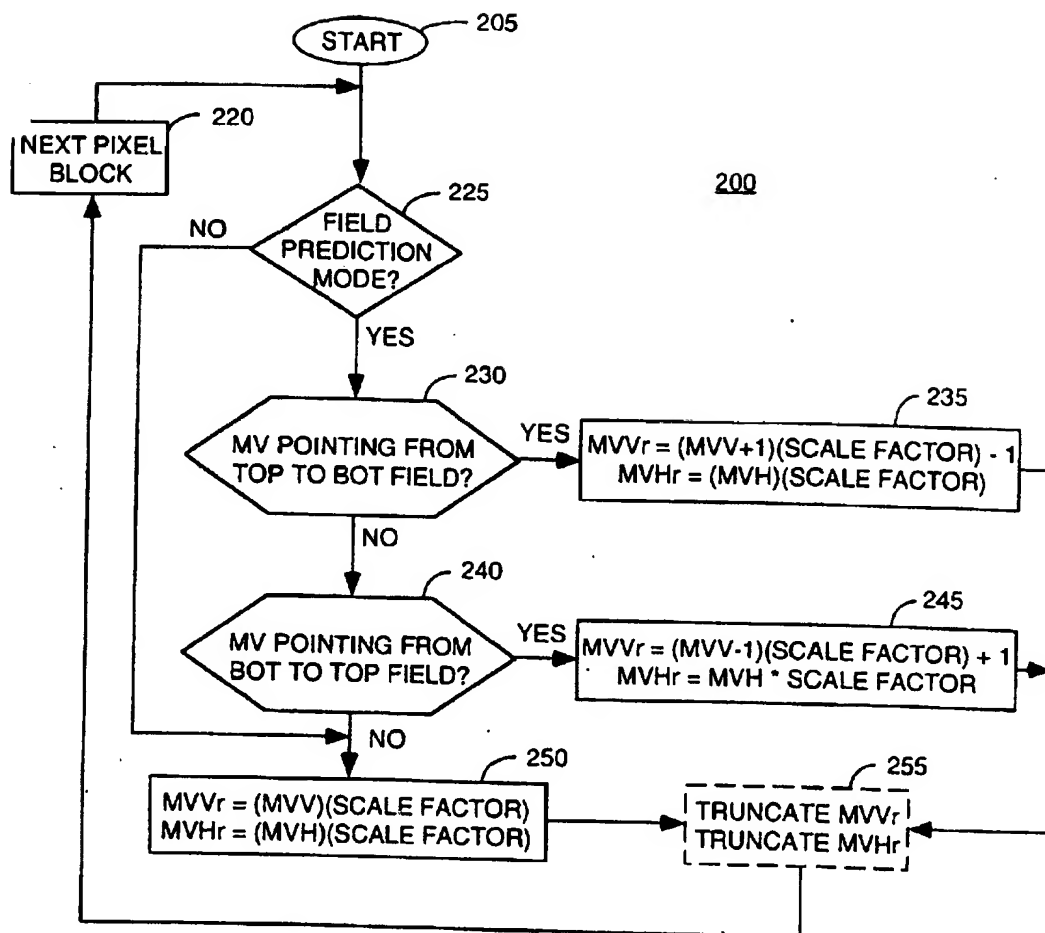 205
START
220
NEXT PIXEL
BLOCK
200
225
NO
FIELD
PREDICTION
MODE?
YES
230
235
MV POINTING FROM
TOP TO BOT FIELD?
YES
MVVr = (MVV+1)(SCALE FACTOR) - 1
MVHr = (MVH)(SCALE FACTOR)
NO
240
245
MV POINTING FROM
BOT TO TOP FIELD?
YES
MVVr = (MVV-1)(SCALE FACTOR) + 1
MVHr = MVH * SCALE FACTOR
NO
250
255
MVVr = (MVV)(SCALE FACTOR)
MVHr = (MVH)(SCALE FACTOR)
TRUNCATE MVVr
TRUNCATE MVHr